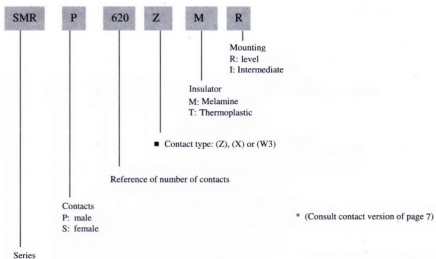 SMR P 620 Z M R
Mounting
R: level
I: Intermediate
Insulator
M: Melamine
T: Thermoplastic
■ Contact type: (Z), (X) or (W3)
Reference of number of contacts
Contacts
P: male
S: female
* (Consult contact version of page 7)
Series